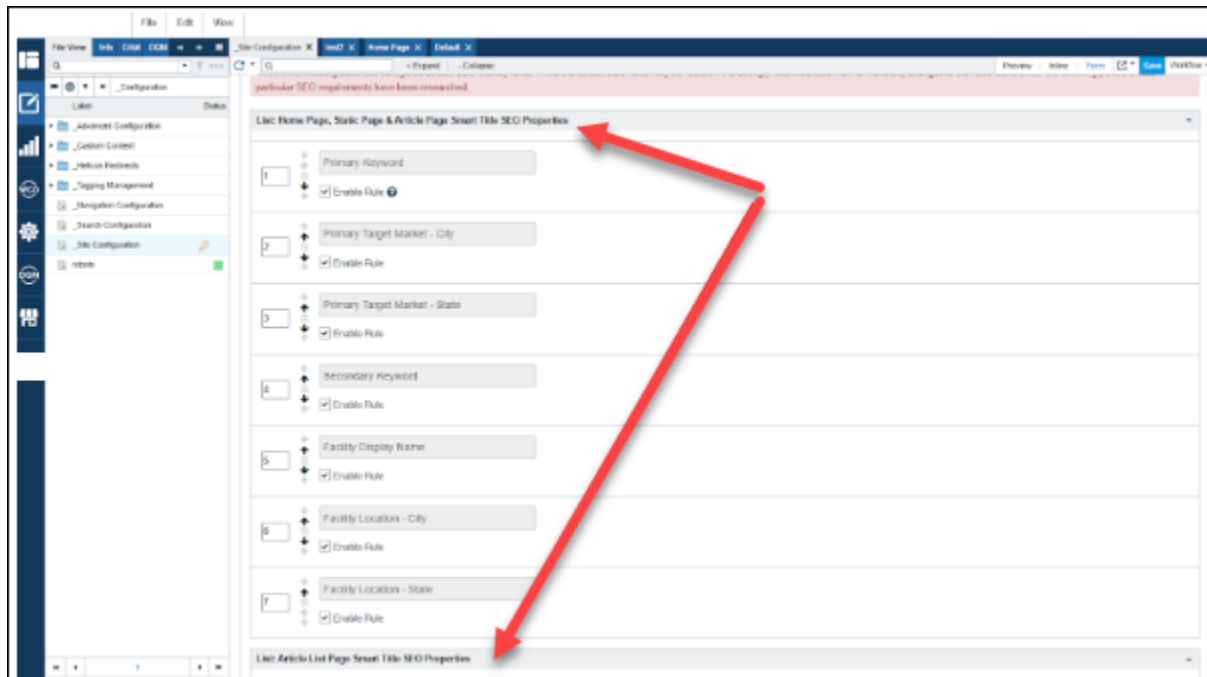 File Edit View
File View Info DAM DGM
_Site Configuration X test2 X Home Page X Default X
+ Expand - Collapse
Preview Inline Form Save Workflow
_Configuration
particular SEO requirements have been researched.
Label Status
_Advanced Configuration
_Custom Content
_Helicon Redirects
_Tagging Management
_Navigation Configuration
_Search Configuration
_Site Configuration
robots
WCO
DGM
List: Home Page, Static Page & Article Page Smart Title SEO Properties
1
Primary Keyword
Enable Rule
2
Primary Target Market - City
Enable Rule
3
Primary Target Market - State
Enable Rule
4
Secondary Keyword
Enable Rule
5
Facility Display Name
Enable Rule
6
Facility Location - City
Enable Rule
7
Facility Location - State
Enable Rule
List: Article List Page Smart Title SEO Properties
1